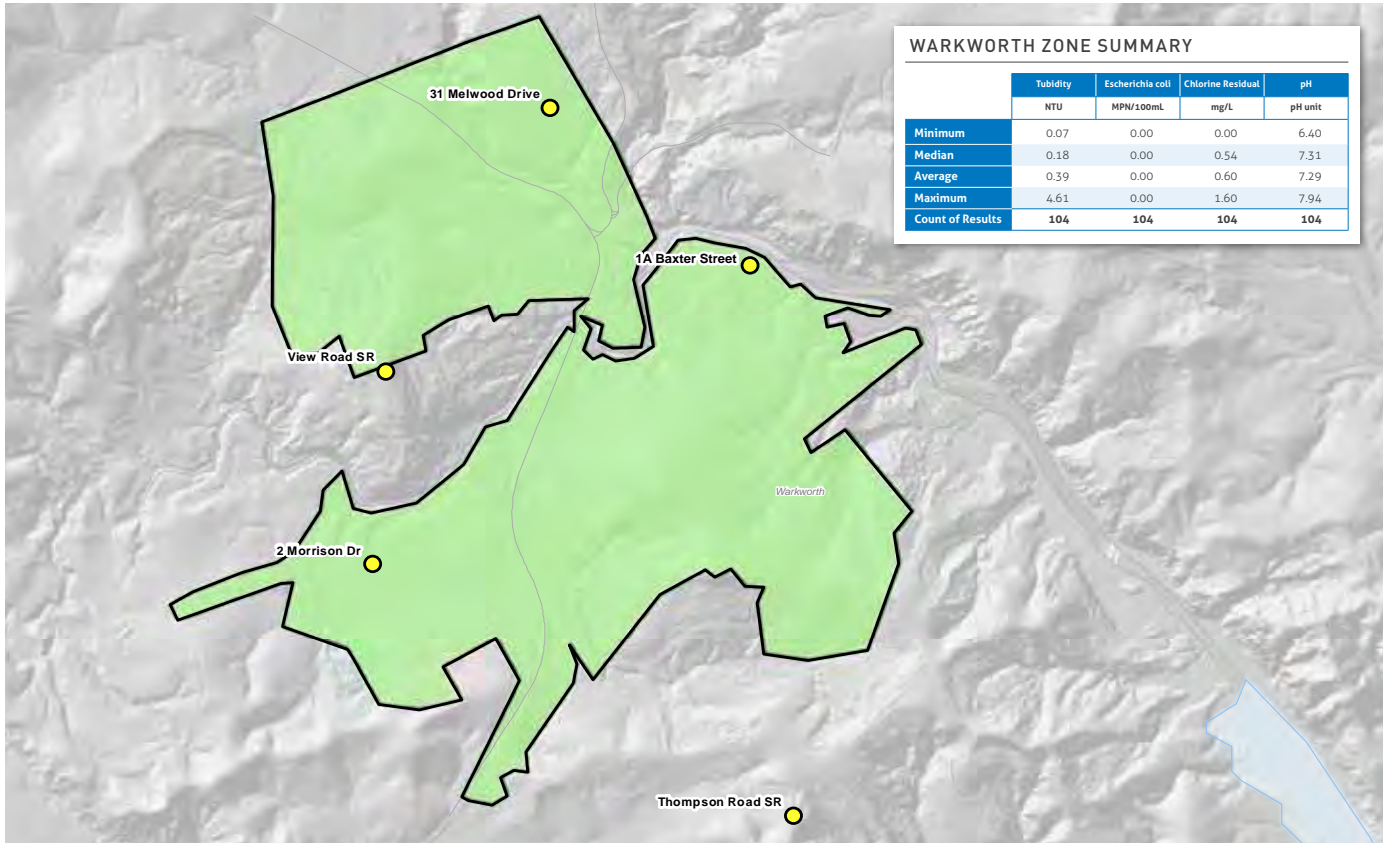 WARKWORTH ZONE SUMMARY
Tubidity Escherichia coli Chlorine Residual pH
NTU MPN/100mL mg/L pH unit
Minimum 0.07 0.00 0.00 6.40
Median 0.18 0.00 0.54 7.31
Average 0.39 0.00 0.60 7.29
Maximum 4.61 0.00 1.60 7.94
Count of Results 104 104 104 104
31 Melwood Drive
1A Baxter Street
View Road SR
Warkworth
2 Morrison Dr
Thompson Road SR